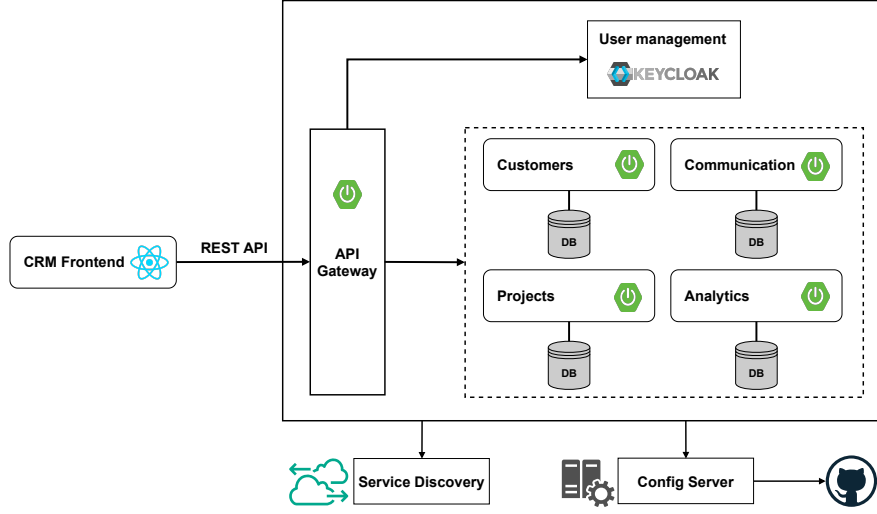 User management
KEYCLOAK
Customers
Communication
DB
DB
REST API
CRM Frontend
API
Gateway
Projects
Analytics
DB
DB
Service Discovery
Config Server